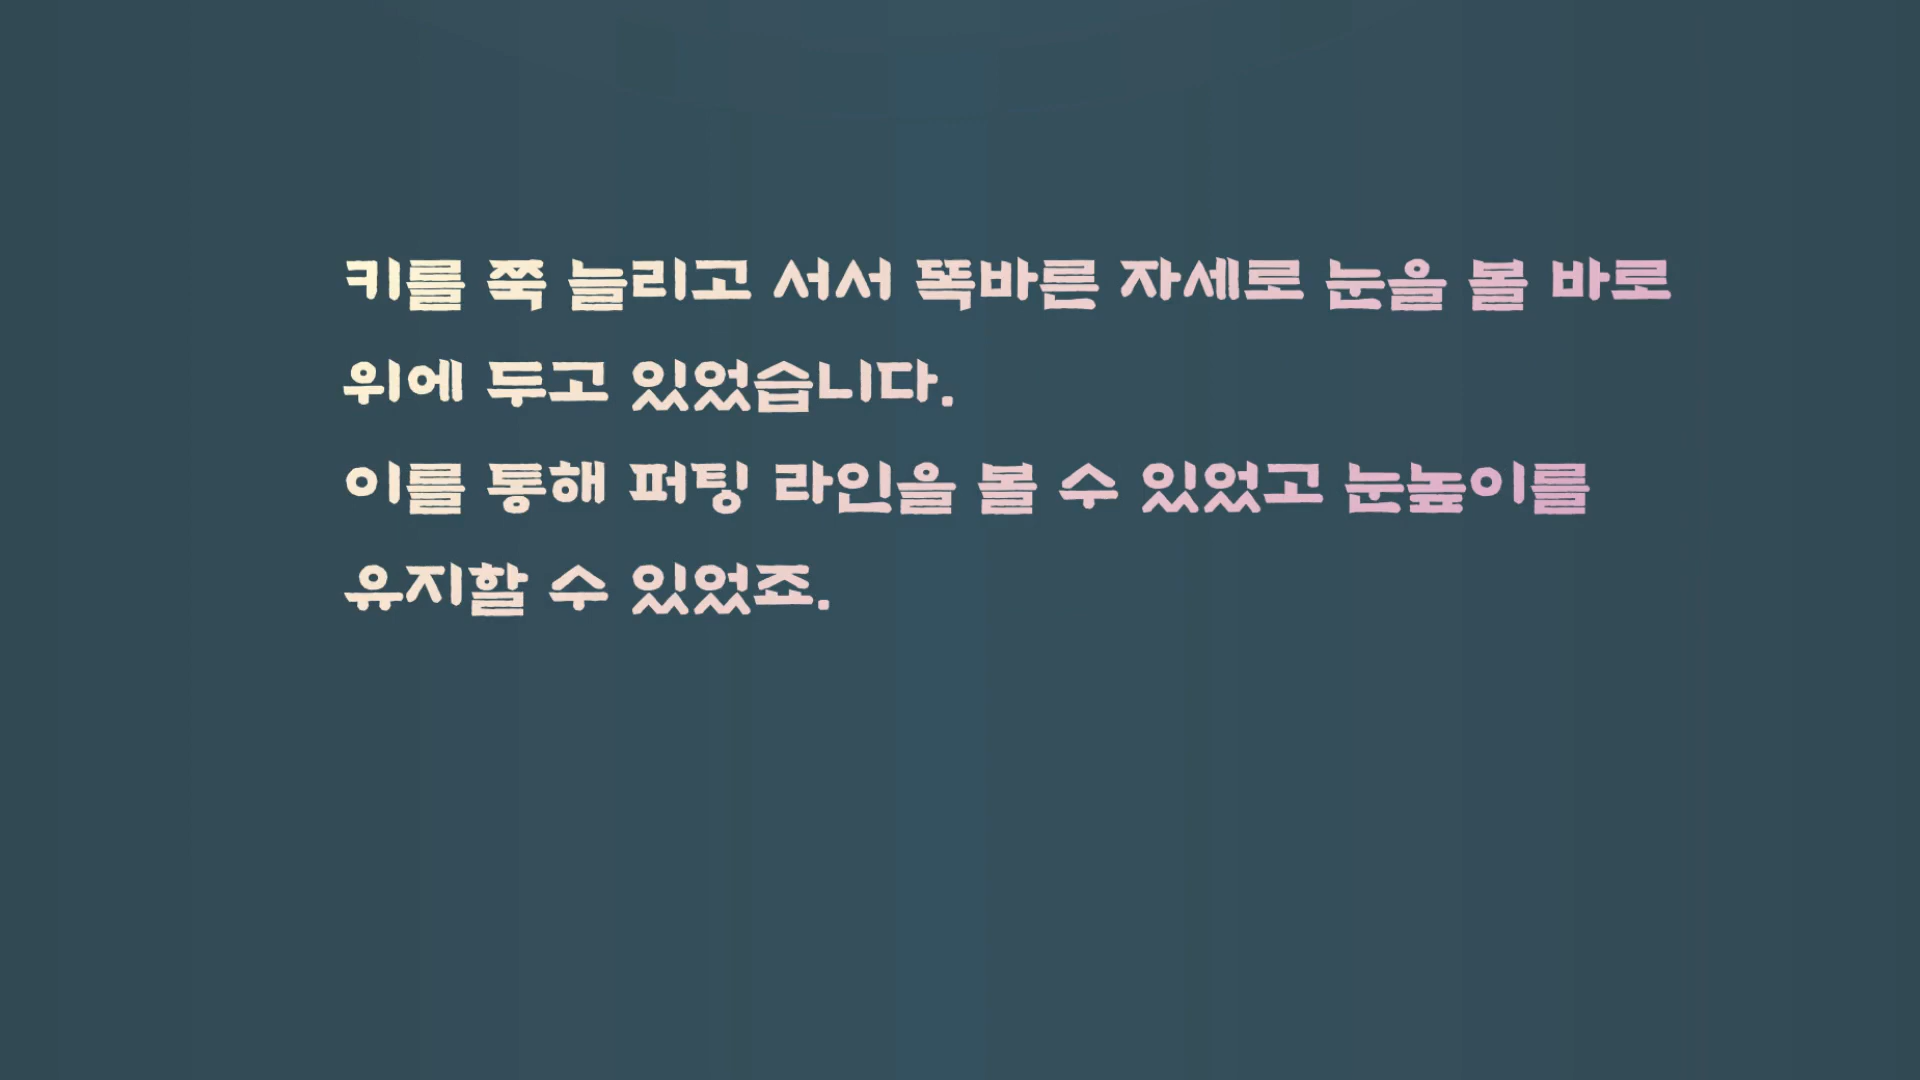 키를 쭉 늘리고 서서 똑바른 자세로 눈을 볼 바로
위에 두고 있었습니다.
이를 통해 퍼팅 라인을 볼 수 있었고 눈높이를
유지할 수 있었죠.